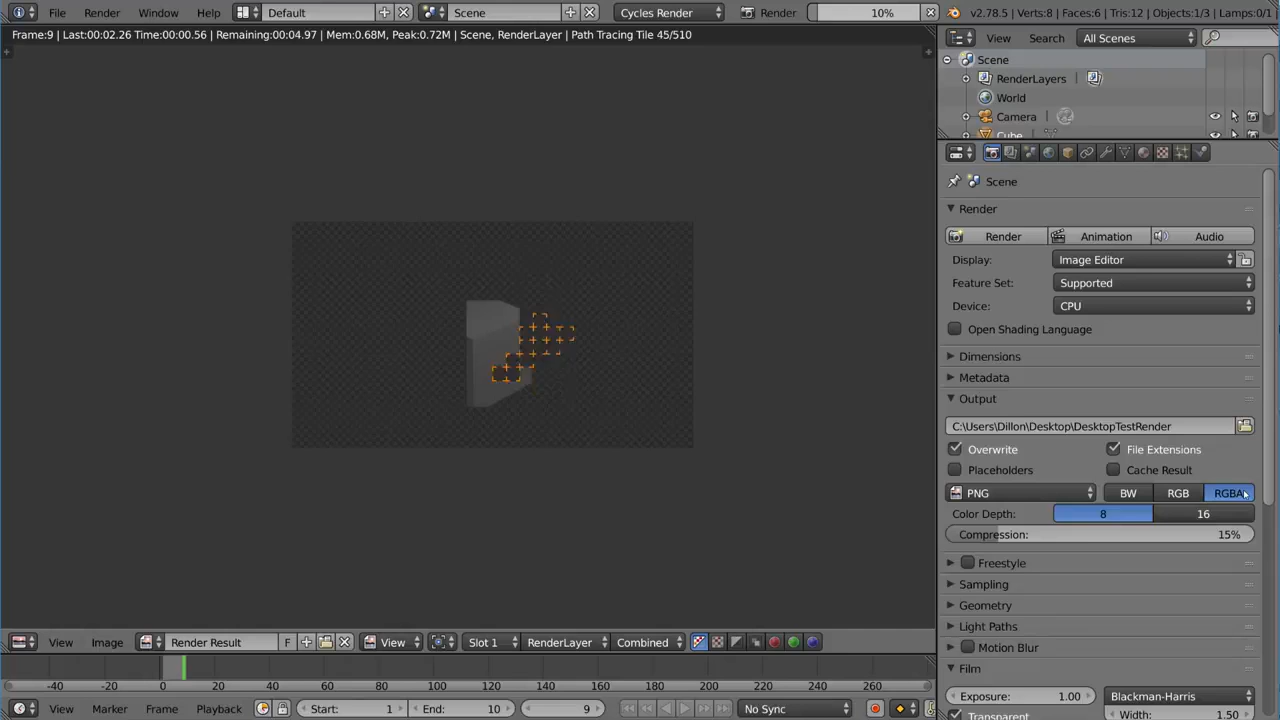 File Render Window Help Default Scene Cycles Render Render 10% v2.78.5 | Verts:8 | Faces:6 | Tris:12 | Objects:1/3 | Lamps:0/1
Frame:9 | Last:00:02.26 Time:00:00.56 | Remaining:00:04.97 | Mem:0.68M, Peak:0.72M | Scene, RenderLayer | Path Tracing Tile 45/510
View Search All Scenes
Scene
RenderLayers
World
Camera
Cube
Scene
Render
Render Animation Audio
Display: Image Editor
Feature Set: Supported
Device: CPU
Open Shading Language
Dimensions
Metadata
Output
C:\Users\Dillon\Desktop\DesktopTestRender
Overwrite File Extensions
Placeholders Cache Result
PNG BW RGB RGBA
Color Depth: 8 16
Compression: 15%
Freestyle
Sampling
Geometry
Light Paths
Motion Blur
Film
Exposure: 1.00 Blackman-Harris
Transparent Width: 1.50
View Image Render Result F View Slot 1 RenderLayer Combined
-40 -20 0 20 40 60 80 100 120 140 160 180 200 220 240 260
View Marker Frame Playback Start: 1 End: 10 9 No Sync